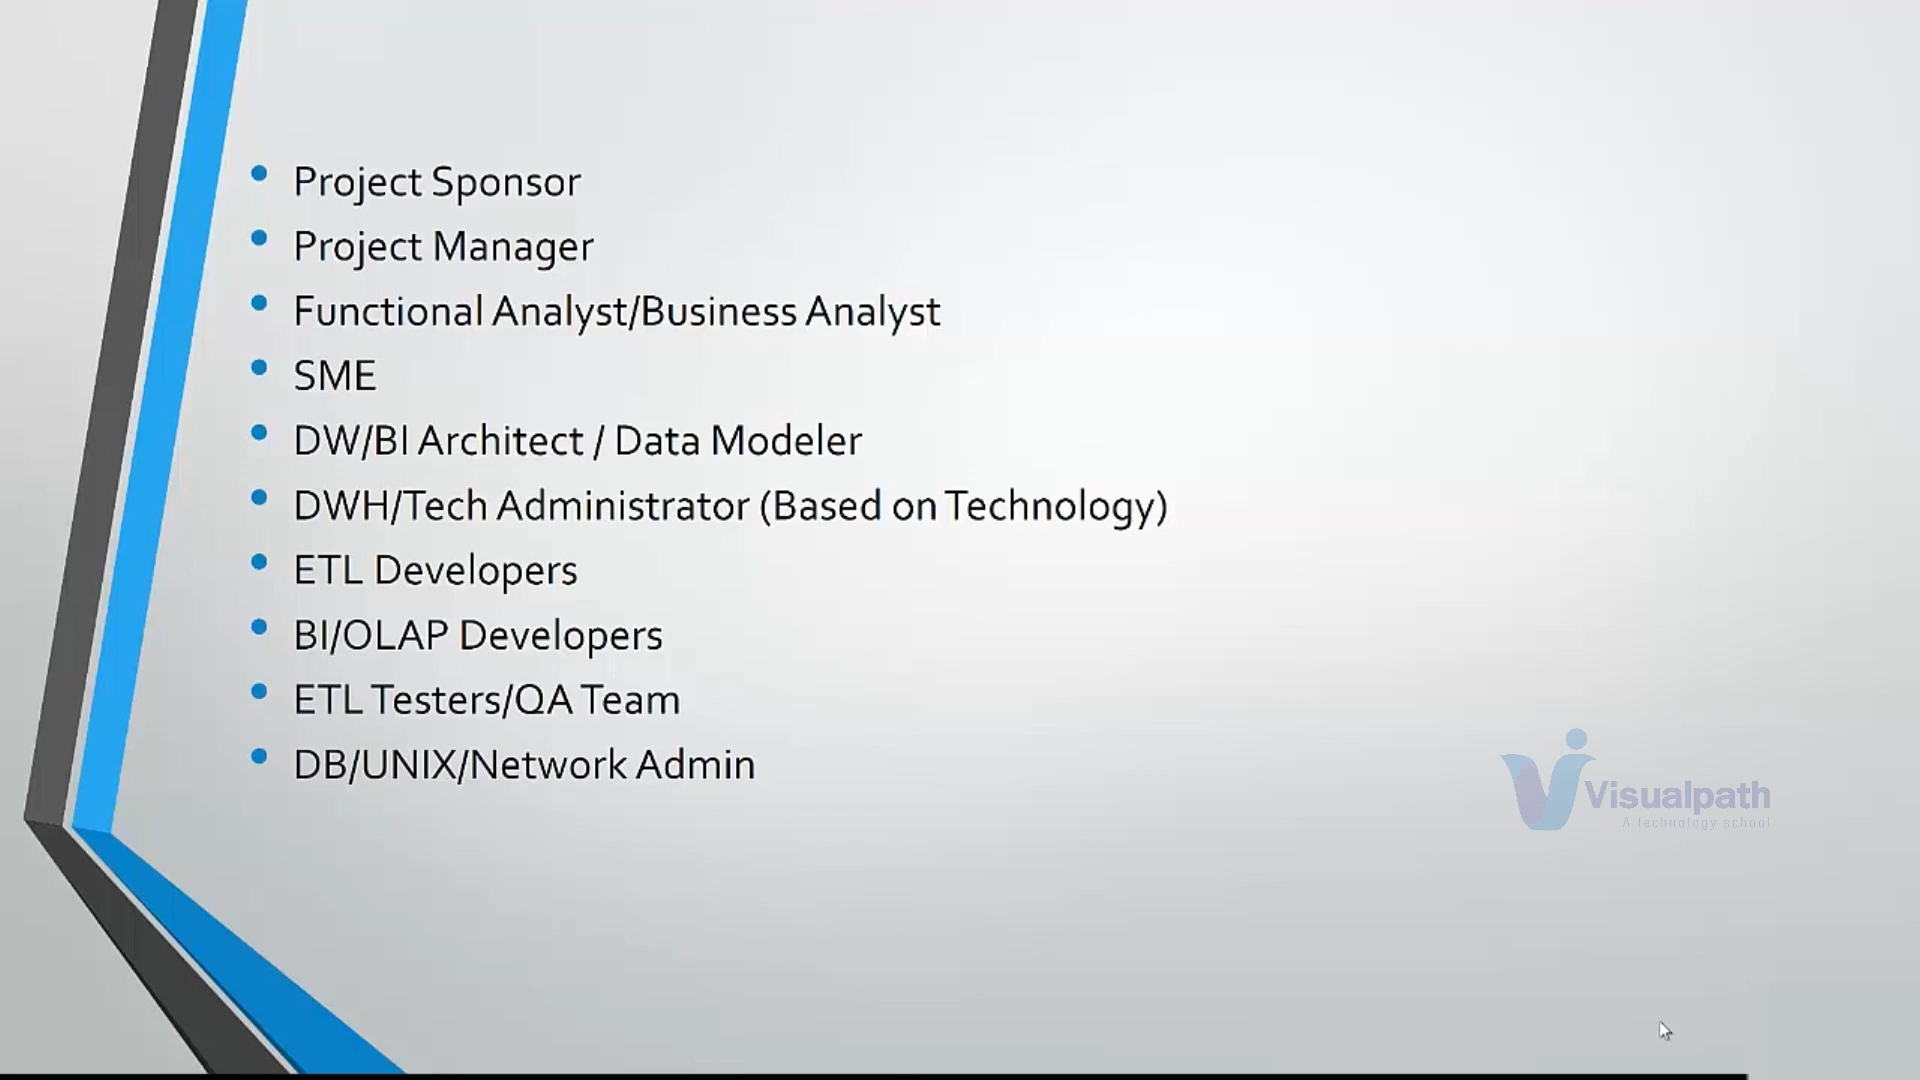 Project Sponsor
Project Manager
Functional Analyst/Business Analyst
SME
DW/BI Architect / Data Modeler
DWH/Tech Administrator (Based on Technology)
ETL Developers
BI/OLAP Developers
ETL Testers/QA Team
DB/UNIX/Network Admin
Visualpath
A technology school